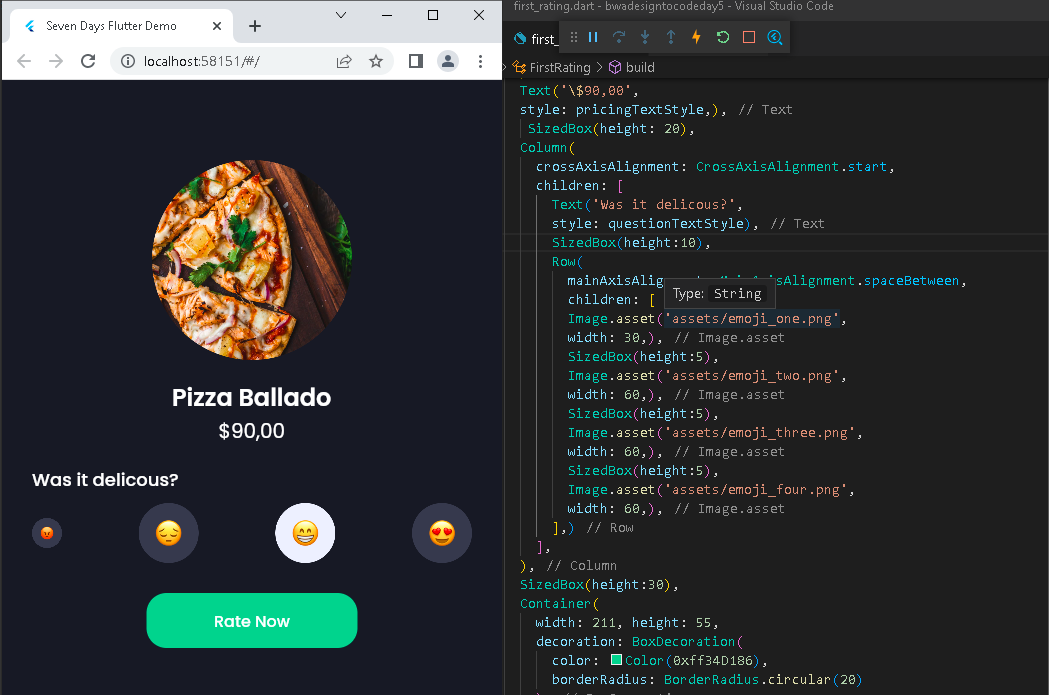 Seven Days Flutter Demo
localhost:58151/#/
Pizza Ballado
$90,00
Was it delicous?
Rate Now
first_rating.dart - bwadesigntocodeday5 - Visual Studio Code
first_
FirstRating > build
Text('\$90,00',
style: pricingTextStyle,), // Text
SizedBox(height: 20),
Column(
crossAxisAlignment: CrossAxisAlignment.start,
children: [
Text('Was it delicous?',
style: questionTextStyle), // Text
SizedBox(height:10),
Row(
mainAxisAlig
isAlignment.spaceBetween,
Type: String
children: [
Image.asset('assets/emoji_one.png',
width: 30,), // Image.asset
SizedBox(height:5),
Image.asset('assets/emoji_two.png',
width: 60,), // Image.asset
SizedBox(height:5),
Image.asset('assets/emoji_three.png',
width: 60,), // Image.asset
SizedBox(height:5),
Image.asset('assets/emoji_four.png',
width: 60,), // Image.asset
],) // Row
],
), // Column
SizedBox(height:30),
Container(
width: 211, height: 55,
decoration: BoxDecoration(
color: Color(0xff34D186),
borderRadius: BorderRadius.circular(20)